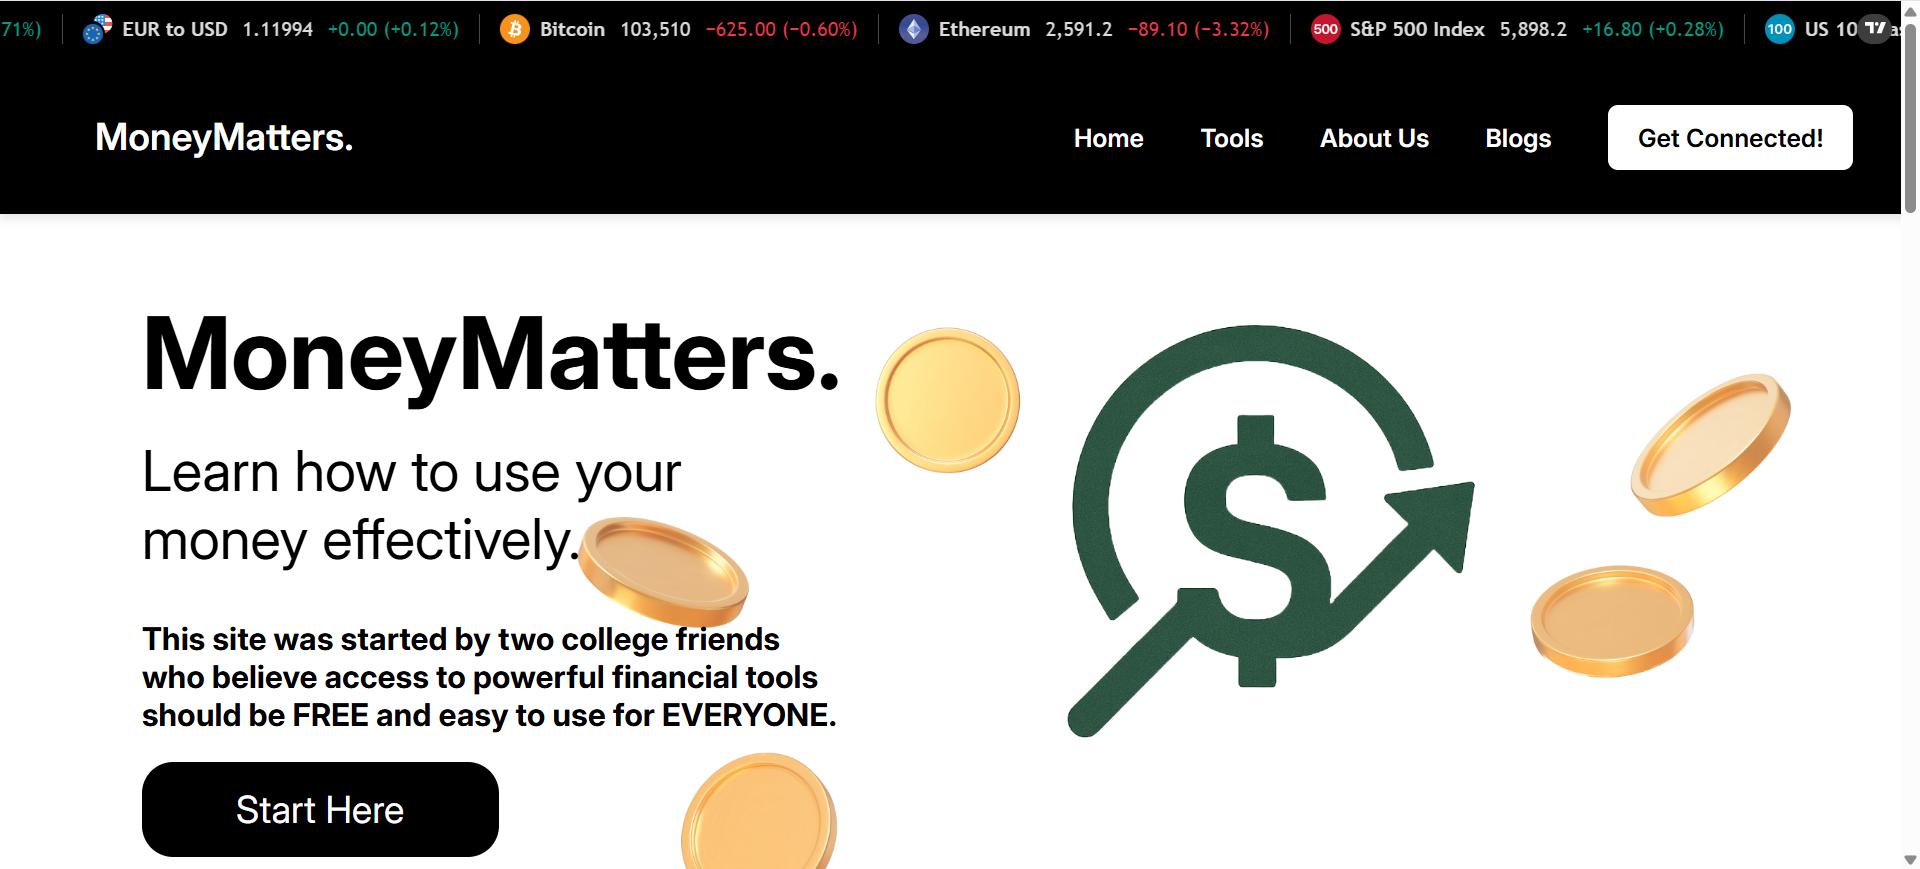 71%) EUR to USD 1.11994 +0.00 (+0.12%) Bitcoin 103,510 −625.00 (−0.60%) Ethereum 2,591.2 −89.10 (−3.32%) 500 S&P 500 Index 5,898.2 +16.80 (+0.28%) 100 US 10
MoneyMatters. Home Tools About Us Blogs Get Connected!
MoneyMatters.
Learn how to use your
money effectively.
This site was started by two college friends
who believe access to powerful financial tools
should be FREE and easy to use for EVERYONE.
Start Here